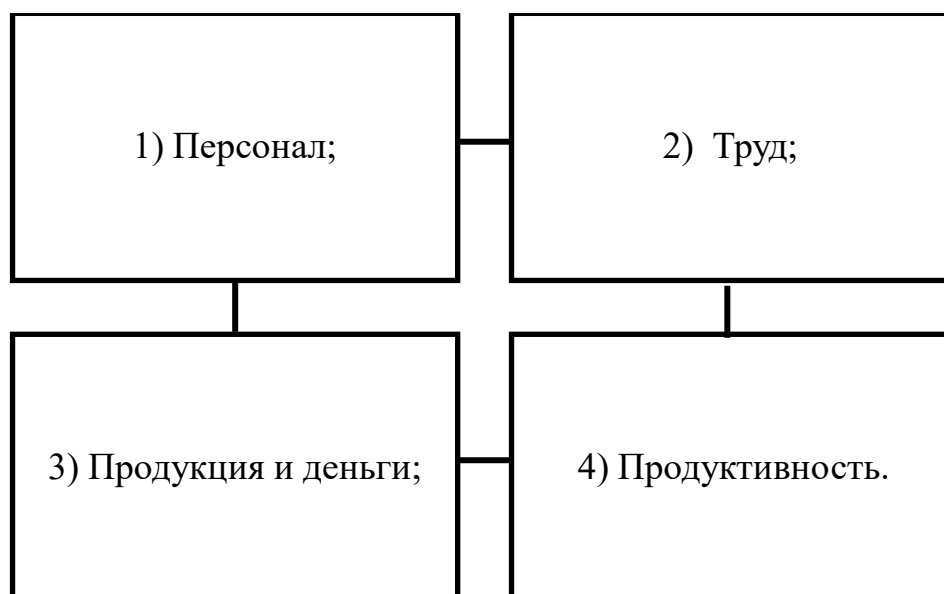 1) Персонал;
2) Труд;
3) Продукция и деньги;
4) Продуктивность.